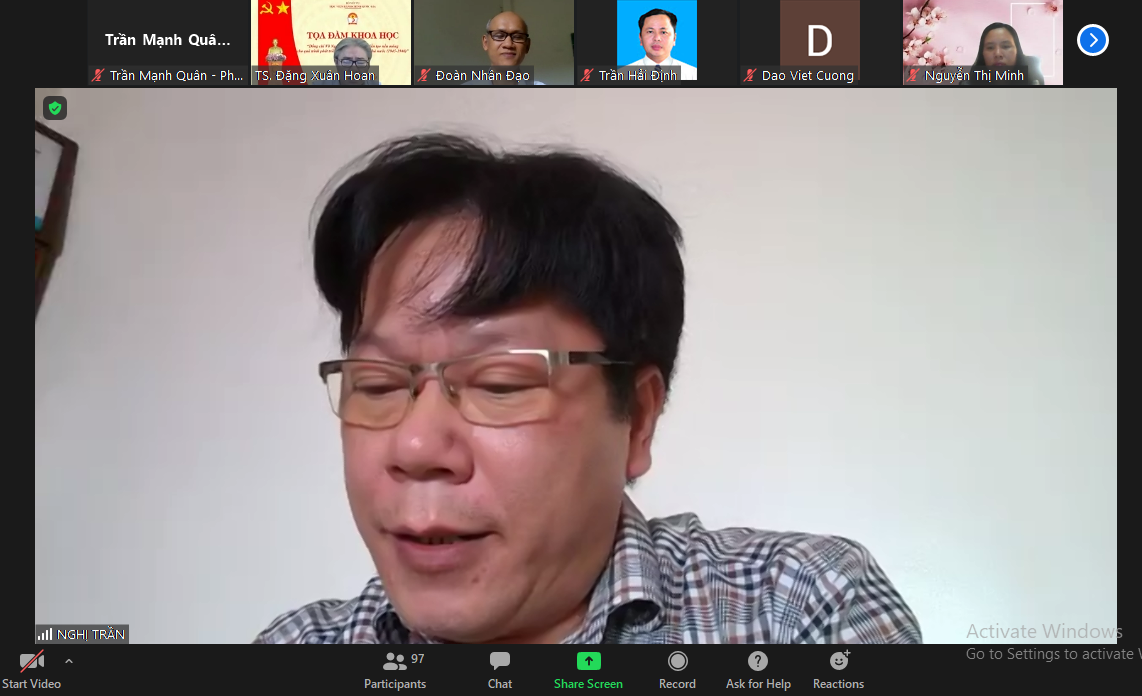 Trần Mạnh Quâ...
Trần Mạnh Quân - Ph...
TỌA ĐÀM KHOA HỌC
TS. Đặng Xuân Hoan
Đoàn Nhân Đạo
Trần Hải Định
D
Dao Viet Cuong
Nguyễn Thị Minh
NGHỊ TRẦN
Activate Windows
Go to Settings to activate W
Start Video
97
Participants
Chat
Share Screen
Record
Ask for Help
Reactions